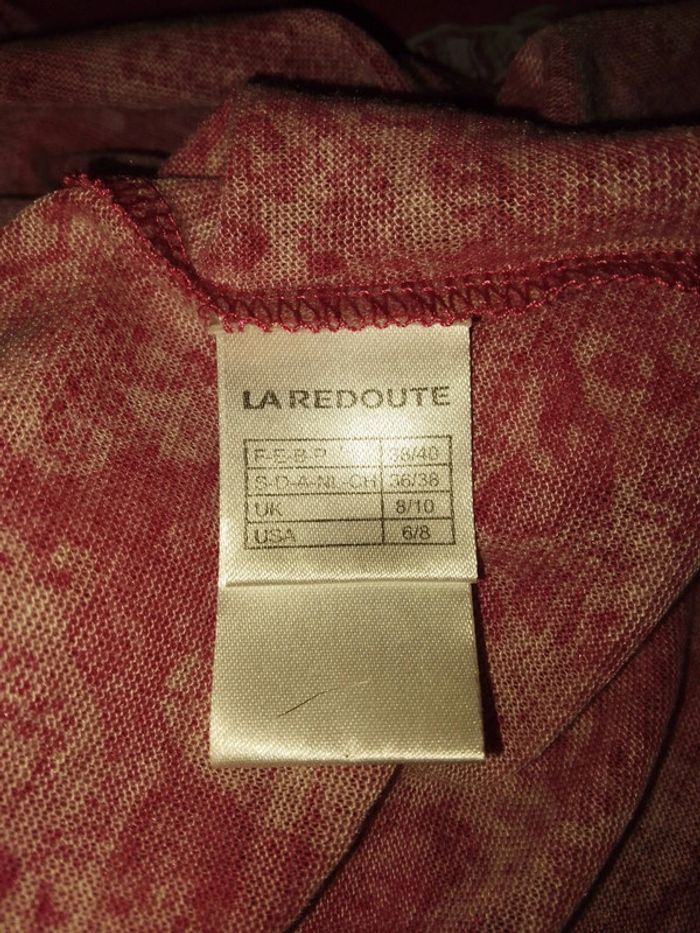 LA REDOUTE
F-E-B-P 38/40
S-D-A-NL-CH 36/38
UK 8/10
USA 6/8